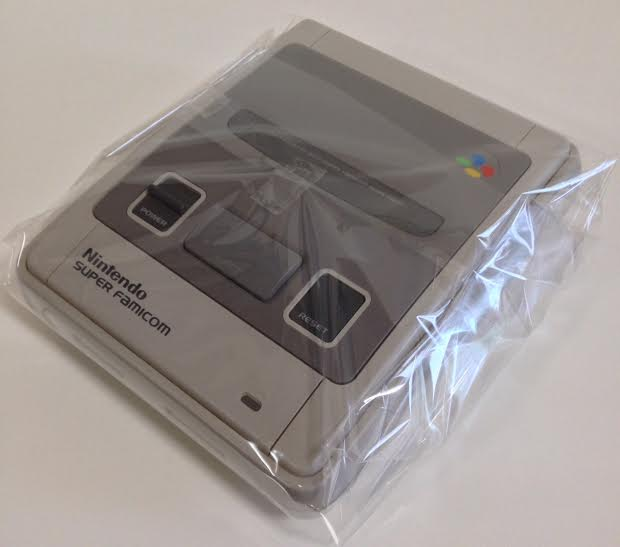 POWER
RESET
Nintendo
SUPER Famicom